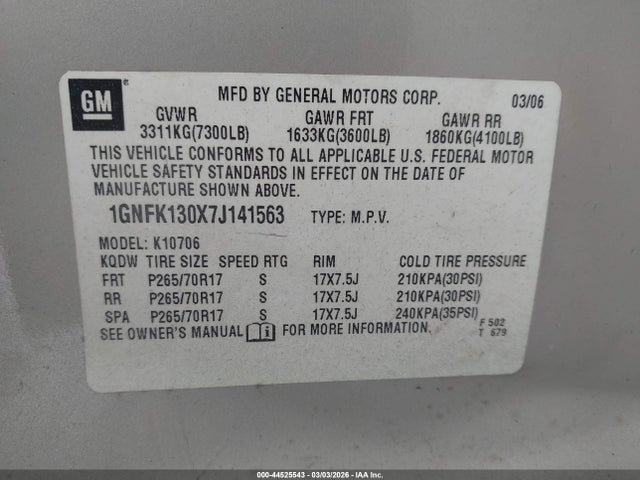 GM
MFD BY GENERAL MOTORS CORP. 03/06
GVWR GAWR FRT GAWR RR
3311KG(7300LB) 1633KG(3600LB) 1860KG(4100LB)
THIS VEHICLE CONFORMS TO ALL APPLICABLE U.S. FEDERAL MOTOR
VEHICLE SAFETY STANDARDS IN EFFECT ON THE DATE OF
MANUFACTURE SHOWN ABOVE.
1GNFK130X7J141563 TYPE: M.P.V.
MODEL: K10706
KQDW TIRE SIZE SPEED RTG RIM COLD TIRE PRESSURE
FRT P265/70R17 S 17X7.5J 210KPA(30PSI)
RR P265/70R17 S 17X7.5J 210KPA(30PSI)
SPA P265/70R17 S 17X7.5J 240KPA(35PSI)
SEE OWNER'S MANUAL FOR MORE INFORMATION.
F 502
T 679
000-44525543 | 03/03/2026 | IAA Inc.